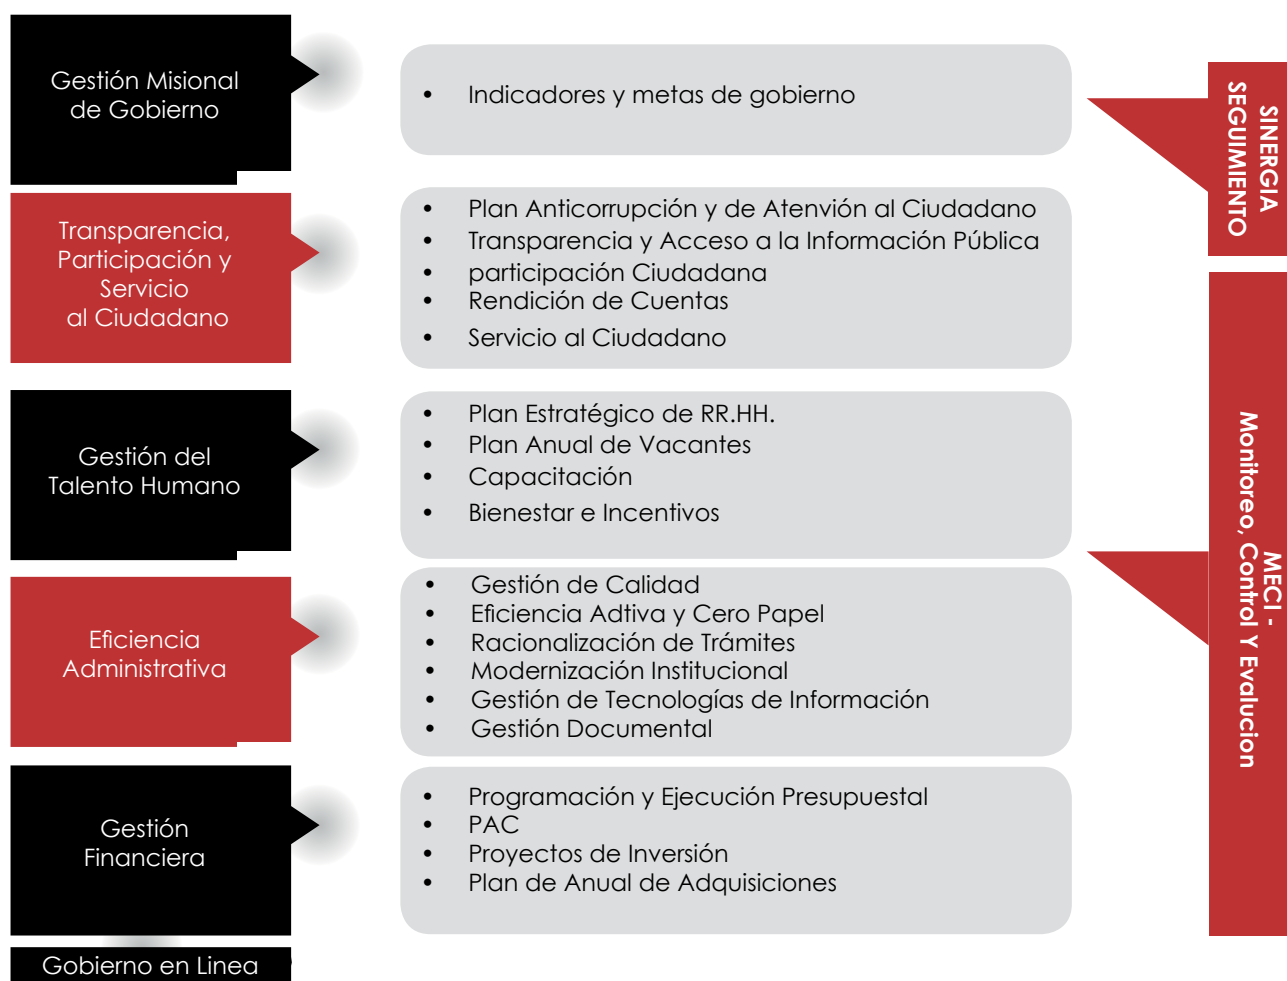 Gestión Misional
de Gobierno
• Indicadores y metas de gobierno
Transparencia,
Participación y
Servicio
al Ciudadano
• Plan Anticorrupción y de Atenvión al Ciudadano
• Transparencia y Acceso a la Información Pública
• participación Ciudadana
• Rendición de Cuentas
• Servicio al Ciudadano
Gestión del
Talento Humano
• Plan Estratégico de RR.HH.
• Plan Anual de Vacantes
• Capacitación
• Bienestar e Incentivos
Eficiencia
Administrativa
• Gestión de Calidad
• Eficiencia Adtiva y Cero Papel
• Racionalización de Trámites
• Modernización Institucional
• Gestión de Tecnologías de Información
• Gestión Documental
Gestión
Financiera
• Programación y Ejecución Presupuestal
• PAC
• Proyectos de Inversión
• Plan de Anual de Adquisiciones
Gobierno en Linea
SINERGIA
SEGUIMIENTO
MECI -
Monitoreo, Control Y Evalucion